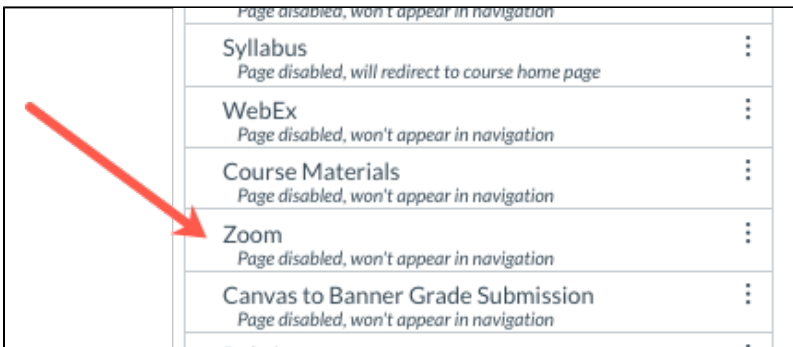 Page disabled, won't appear in navigation
Syllabus
Page disabled, will redirect to course home page
WebEx
Page disabled, won't appear in navigation
Course Materials
Page disabled, won't appear in navigation
Zoom
Page disabled, won't appear in navigation
Canvas to Banner Grade Submission
Page disabled, won't appear in navigation